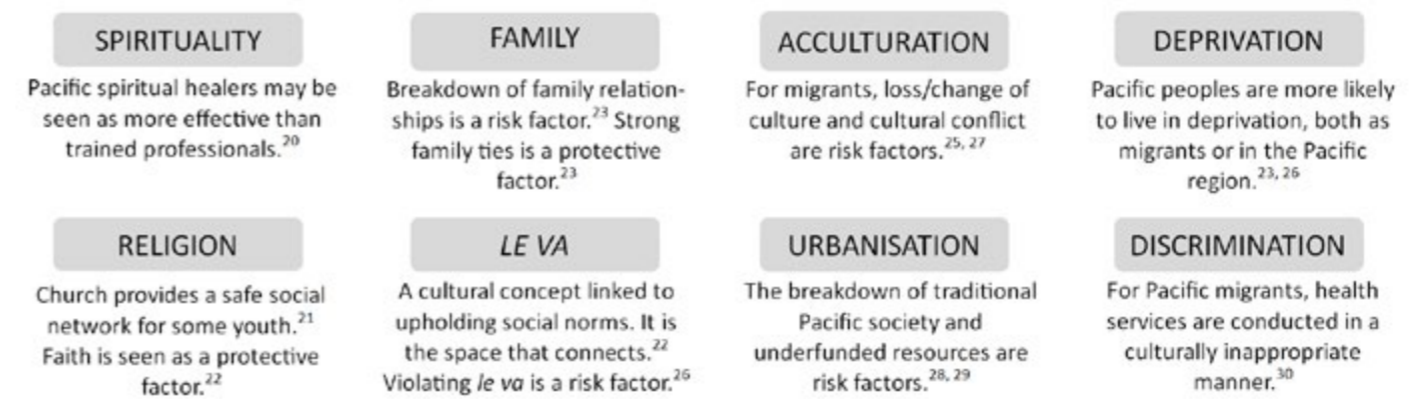 SPIRITUALITY
Pacific spiritual healers may be
seen as more effective than
trained professionals.20
FAMILY
Breakdown of family relation-
ships is a risk factor.23 Strong
family ties is a protective
factor.23
ACCULTURATION
For migrants, loss/change of
culture and cultural conflict
are risk factors.25, 27
DEPRIVATION
Pacific peoples are more likely
to live in deprivation, both as
migrants or in the Pacific
region.23, 26
RELIGION
Church provides a safe social
network for some youth.21
Faith is seen as a protective
factor.22
LE VA
A cultural concept linked to
upholding social norms. It is
the space that connects.22
Violating le va is a risk factor.26
URBANISATION
The breakdown of traditional
Pacific society and
underfunded resources are
risk factors.28, 29
DISCRIMINATION
For Pacific migrants, health
services are conducted in a
culturally inappropriate
manner.30